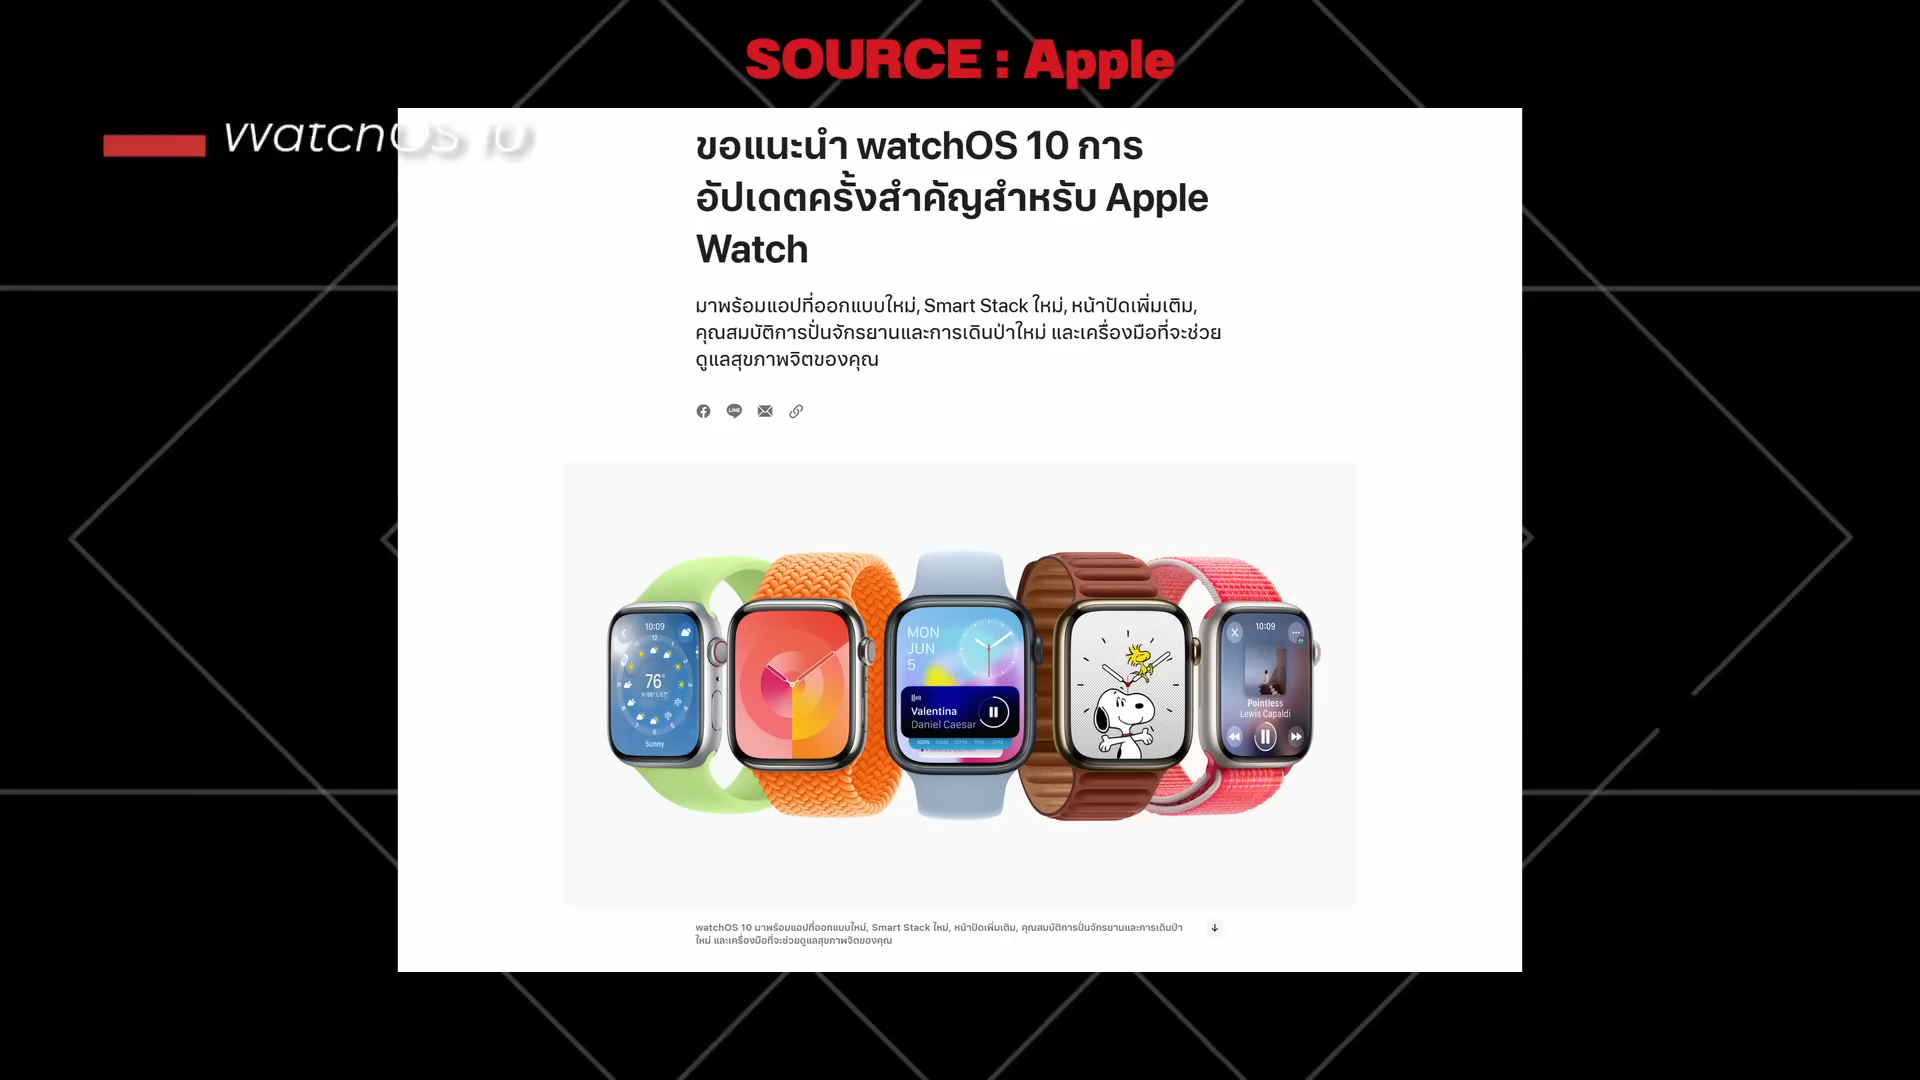 SOURCE : Apple
WatchOS 10
ขอแนะนำ watchOS 10 การ
อัปเดตครั้งสำคัญสำหรับ Apple
Watch
มาพร้อมแอปที่ออกแบบใหม่, Smart Stack ใหม่, หน้าปัดเพิ่มเติม,
คุณสมบัติการปั่นจักรยานและการเดินป่าใหม่ และเครื่องมือที่จะช่วย
ดูแลสุขภาพจิตของคุณ
LINE
10:09
76°
Sunny
MON
JUN
5
Valentina
Daniel Caesar
10:09
Pointless
Lewis Capaldi
watchOS 10 มาพร้อมแอปที่ออกแบบใหม่, Smart Stack ใหม่, หน้าปัดเพิ่มเติม, คุณสมบัติการปั่นจักรยานและการเดินป่า
ใหม่ และเครื่องมือที่จะช่วยดูแลสุขภาพจิตของคุณ